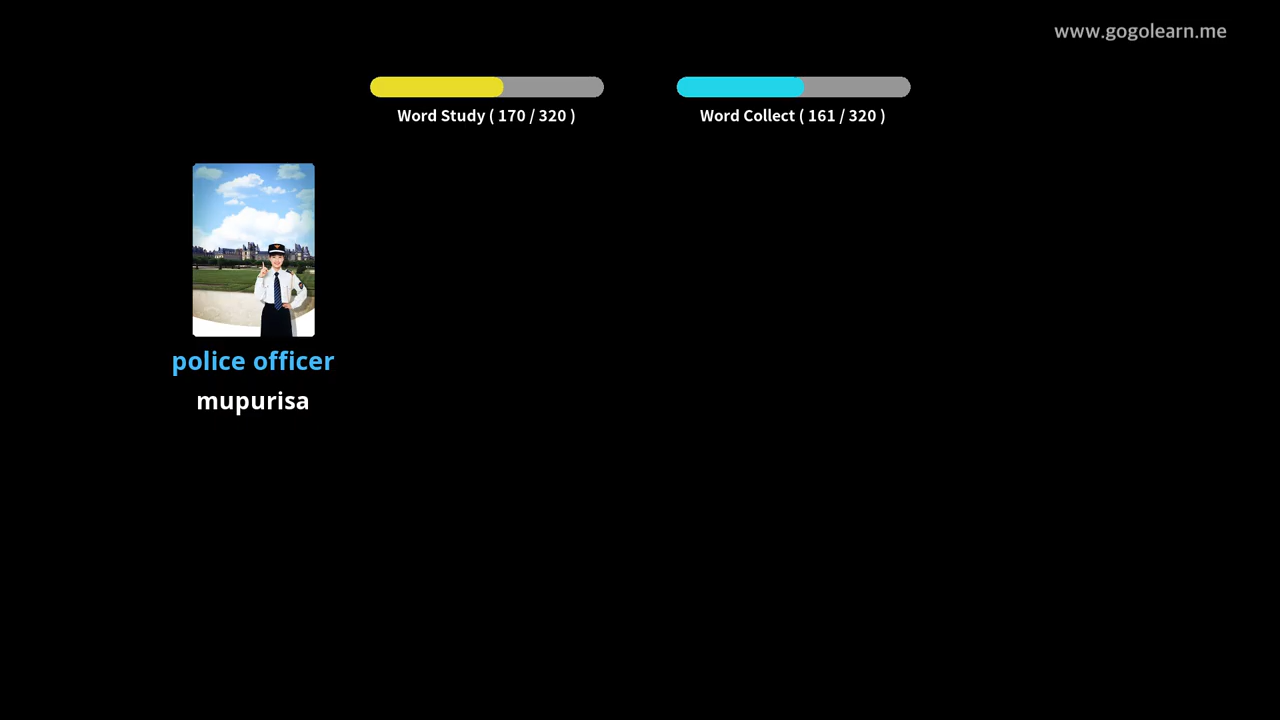 www.gogolearn.me
Word Study ( 170 / 320 )
Word Collect ( 161 / 320 )
police officer
mupurisa